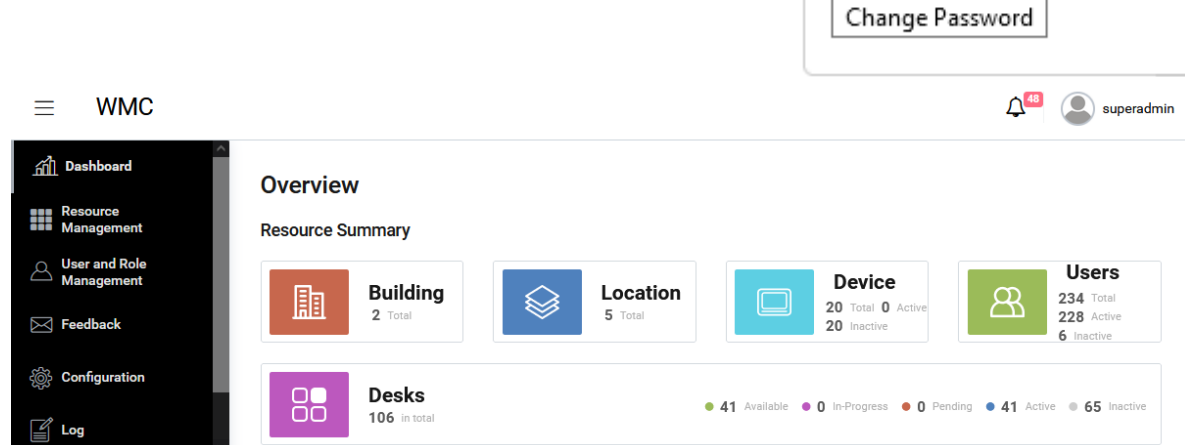 Change Password
WMC
48
superadmin
Dashboard
Resource
Management
User and Role
Management
Feedback
Configuration
Log
Overview
Resource Summary
Building
2 Total
Location
5 Total
Device
20 Total 0 Active
20 Inactive
Users
234 Total
228 Active
6 Inactive
Desks
106 in total
41 Available 0 In-Progress 0 Pending 41 Active 65 Inactive